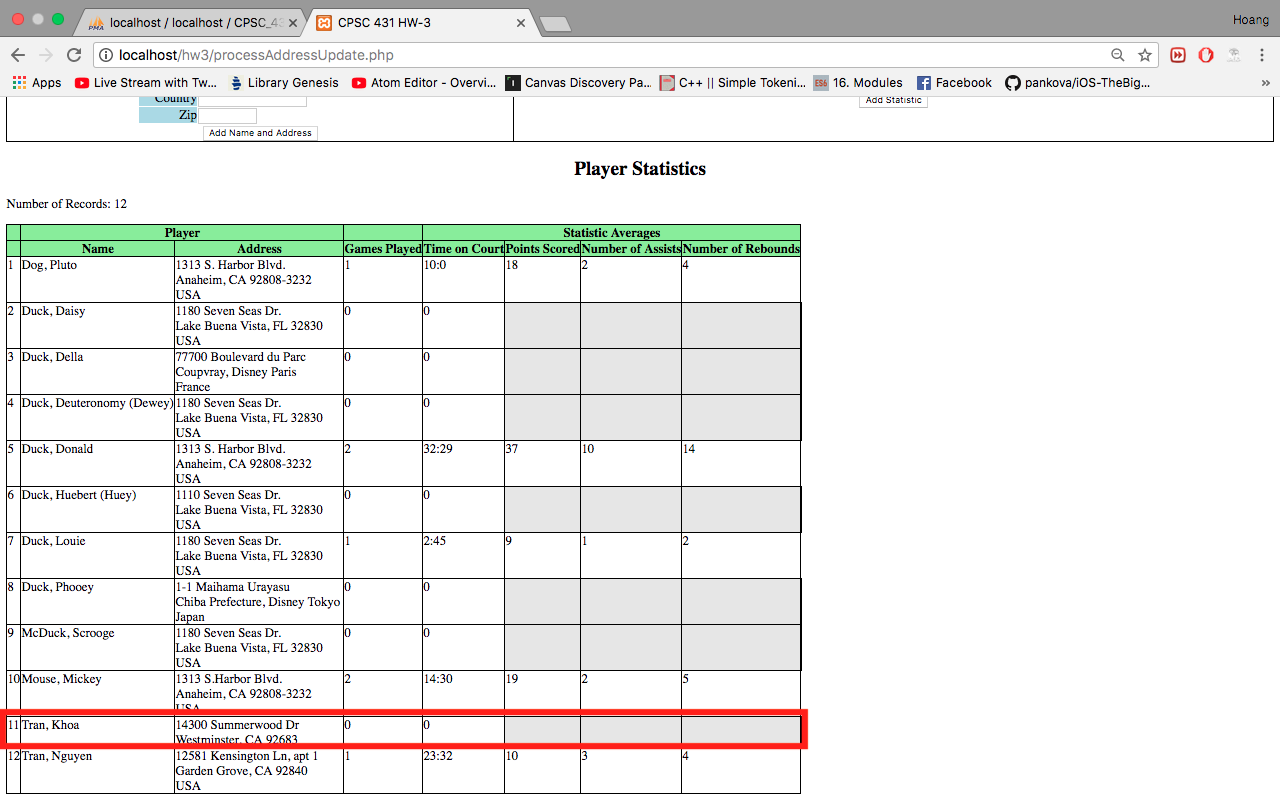 PMA localhost / localhost / CPSC_43
CPSC 431 HW-3
Hoang
localhost/hw3/processAddressUpdate.php
Apps Live Stream with Tw... Library Genesis Atom Editor - Overvi... Canvas Discovery Pa... C++ || Simple Tokeni... ES6 16. Modules Facebook pankova/iOS-TheBig... »
Country
Add Statistic
Zip
Add Name and Address
Player Statistics
Number of Records: 12
Player Statistic Averages
Name Address Games Played Time on Court Points Scored Number of Assists Number of Rebounds
1 Dog, Pluto 1313 S. Harbor Blvd. 1 10:0 18 2 4
Anaheim, CA 92808-3232
USA
2 Duck, Daisy 1180 Seven Seas Dr. 0 0
Lake Buena Vista, FL 32830
USA
3 Duck, Della 77700 Boulevard du Parc 0 0
Coupvray, Disney Paris
France
4 Duck, Deuteronomy (Dewey) 1180 Seven Seas Dr. 0 0
Lake Buena Vista, FL 32830
USA
5 Duck, Donald 1313 S. Harbor Blvd. 2 32:29 37 10 14
Anaheim, CA 92808-3232
USA
6 Duck, Huebert (Huey) 1110 Seven Seas Dr. 0 0
Lake Buena Vista, FL 32830
USA
7 Duck, Louie 1180 Seven Seas Dr. 1 2:45 9 1 2
Lake Buena Vista, FL 32830
USA
8 Duck, Phooey 1-1 Maihama Urayasu 0 0
Chiba Prefecture, Disney Tokyo
Japan
9 McDuck, Scrooge 1180 Seven Seas Dr. 0 0
Lake Buena Vista, FL 32830
USA
10 Mouse, Mickey 1313 S.Harbor Blvd. 2 14:30 19 2 5
Anaheim, CA 92808-3232
USA
11 Tran, Khoa 14300 Summerwood Dr 0 0
Westminster, CA 92683
12 Tran, Nguyen 12581 Kensington Ln, apt 1 1 23:32 10 3 4
Garden Grove, CA 92840
USA